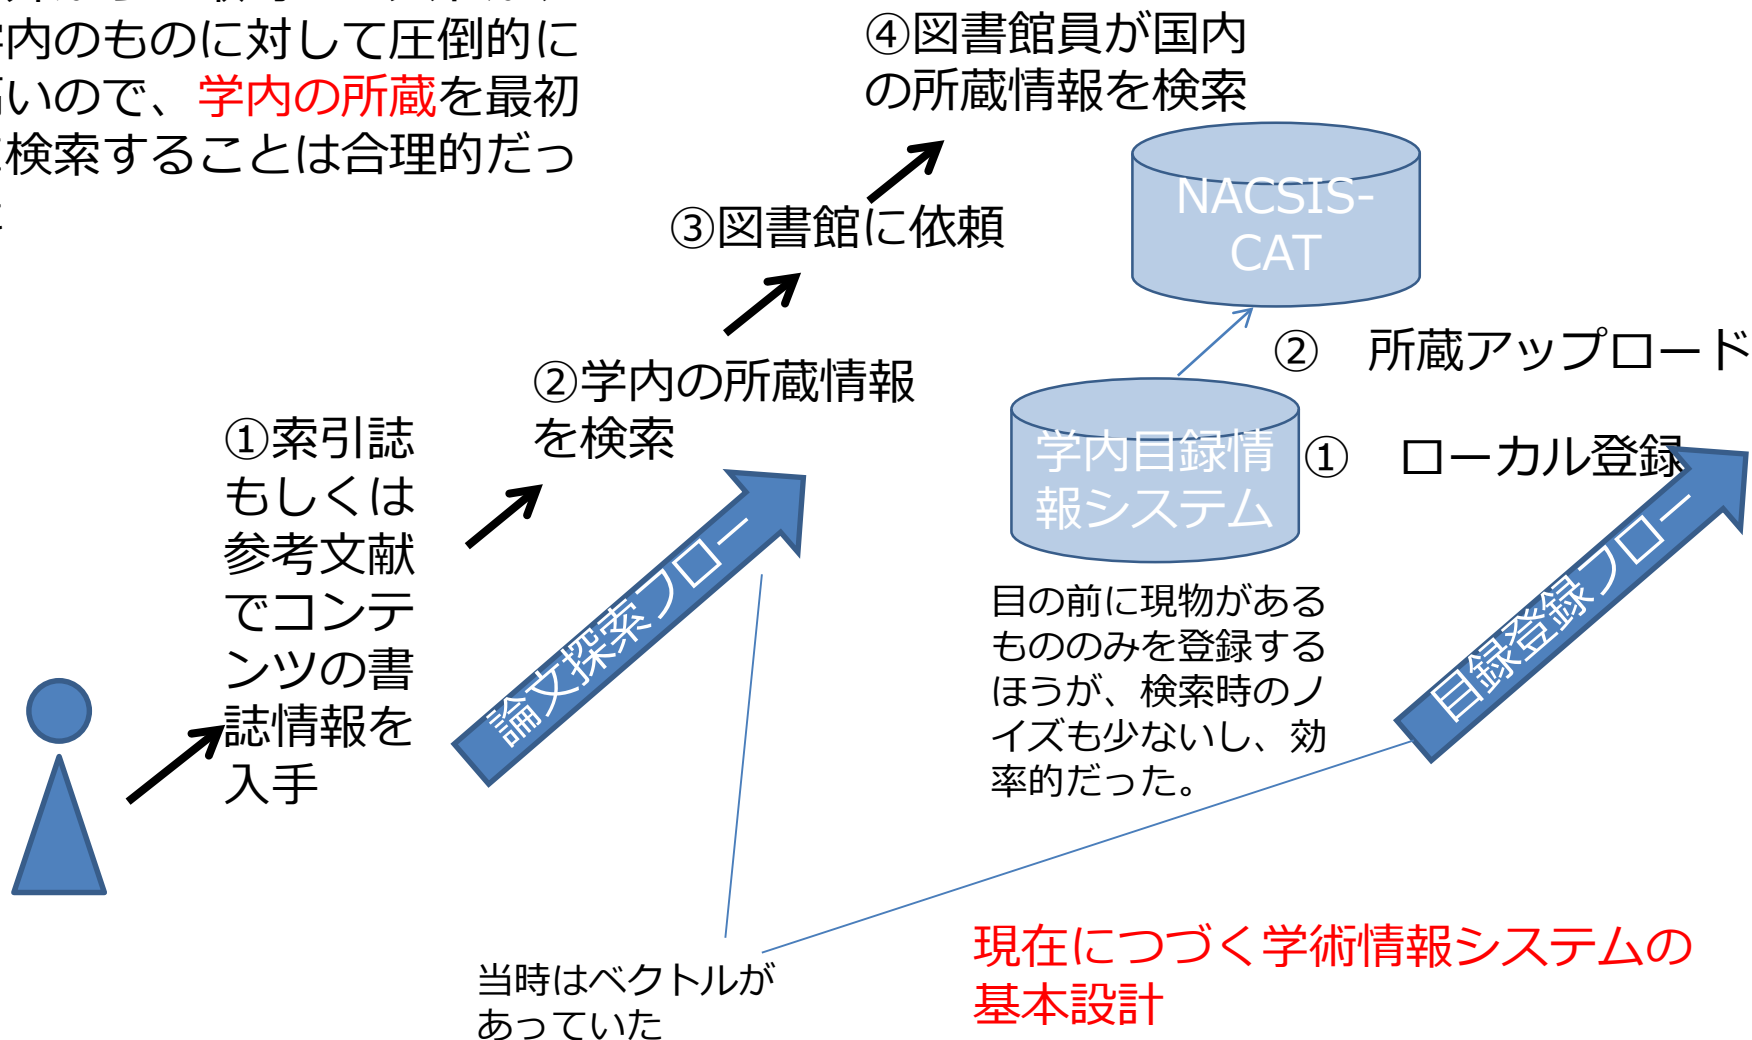 学内のものに対して圧倒的に
高いので、学内の所蔵を最初
に検索することは合理的だっ
④図書館員が国内
の所蔵情報を検索
NACSIS-
CAT
③図書館に依頼
② 所蔵アップロード
②学内の所蔵情報
を検索
①索引誌
もしくは
参考文献
でコンテ
ンツの書
誌情報を
入手
学内目録情
報システム
① ローカル登録
論文探索フロー
目録登録フロー
目の前に現物がある
もののみを登録する
ほうが、検索時のノ
イズも少ないし、効
率的だった。
当時はベクトルが
あっていた
現在につづく学術情報システムの
基本設計